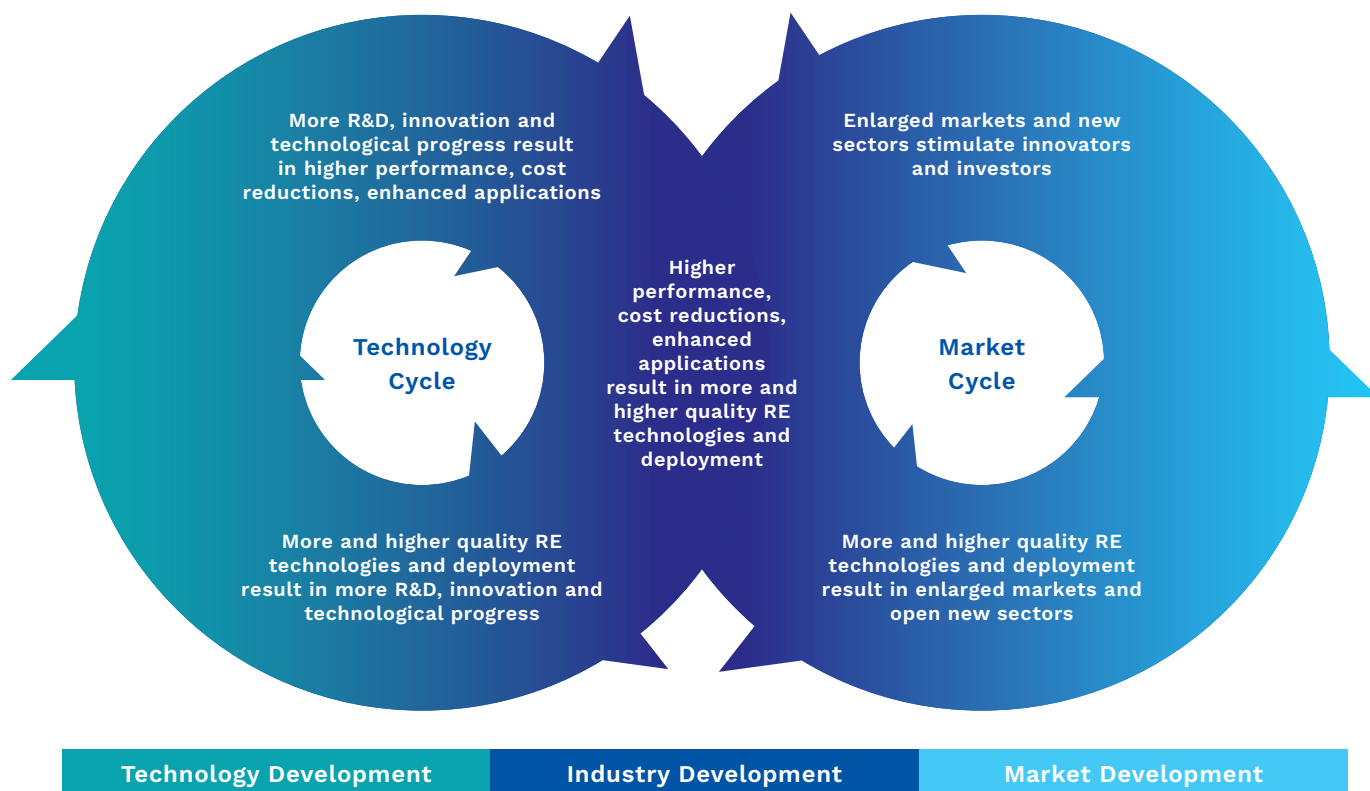 More R&D, innovation and
technological progress result
in higher performance, cost
reductions, enhanced applications
Enlarged markets and new
sectors stimulate innovators
and investors
Technology
Cycle
Higher
performance,
cost reductions,
enhanced
applications
result in more and
higher quality RE
technologies and
deployment
Market
Cycle
More and higher quality RE
technologies and deployment
result in more R&D, innovation and
technological progress
More and higher quality RE
technologies and deployment
result in enlarged markets and
open new sectors
Technology Development
Industry Development
Market Development